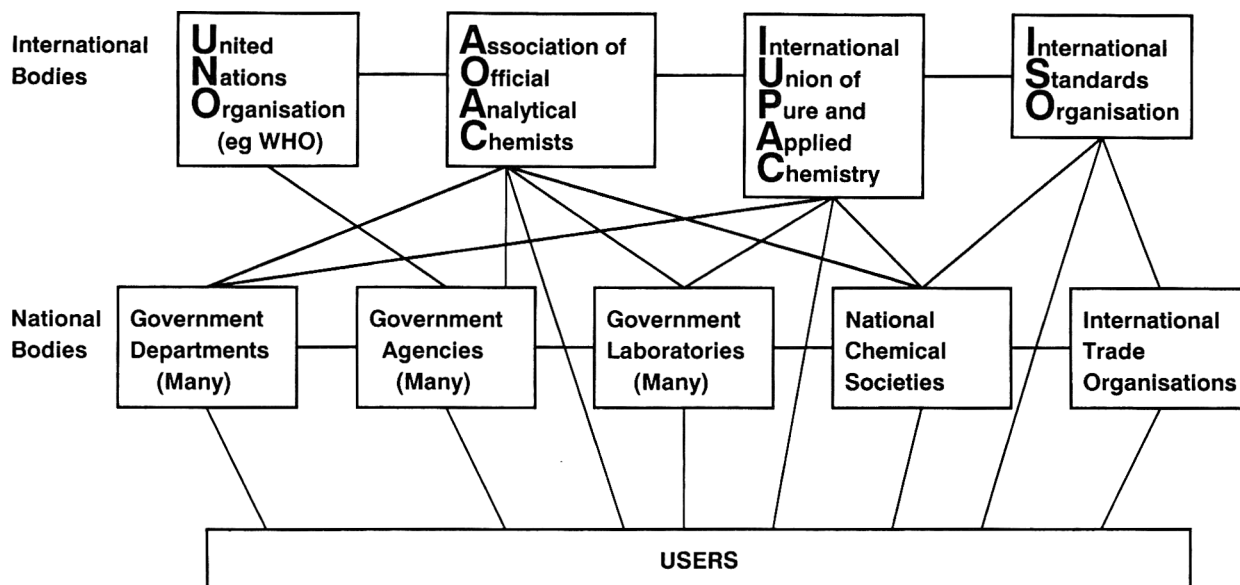 International
Bodies
United
Nations
Organisation
(eg WHO)
Association of
Official
Analytical
Chemists
International
Union of
Pure and
Applied
Chemistry
International
Standards
Organisation
National
Bodies
Government
Departments
(Many)
Government
Agencies
(Many)
Government
Laboratories
(Many)
National
Chemical
Societies
International
Trade
Organisations
USERS